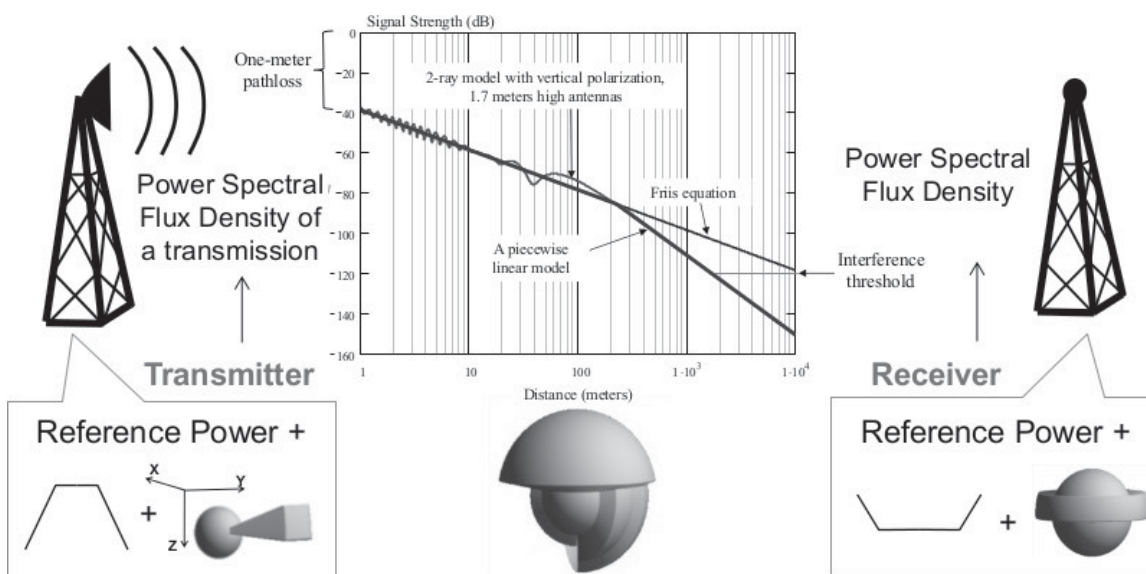 Signal Strength (dB)
0
One-meter
pathloss
−20
2-ray model with vertical polarization,
1.7 meters high antennas
−40
−60
Power Spectral
Flux Density of
a transmission
−80
Friis equation
−100
A piecewise
linear model
−120
Interference
threshold
−140
−160
1
10
100
1·10³
1·10⁴
Distance (meters)
Power Spectral
Flux Density
Transmitter
Receiver
Reference Power +
X
Y
+
Z
Reference Power +
+